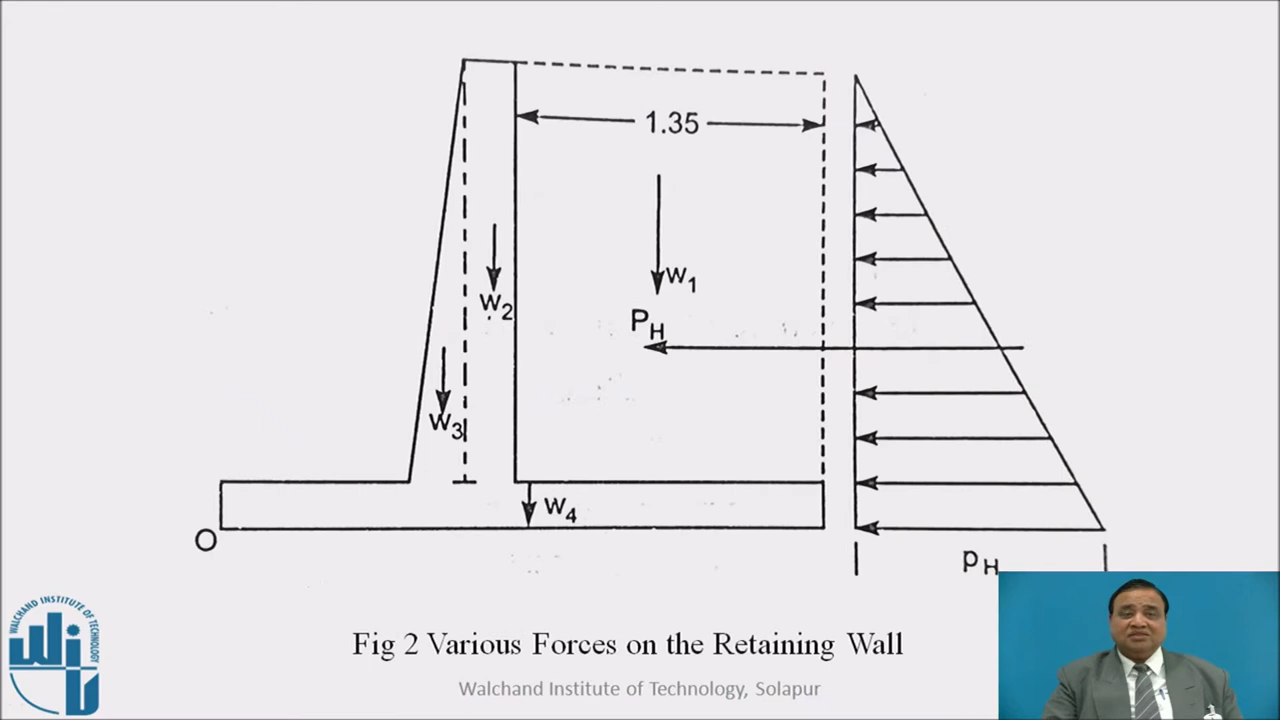 1.35
W1
PH
W2
W3
W4
O
pH
Fig 2 Various Forces on the Retaining Wall
Walchand Institute of Technology, Solapur
WALCHAND INSTITUTE OF TECHNOLOGY
WIT